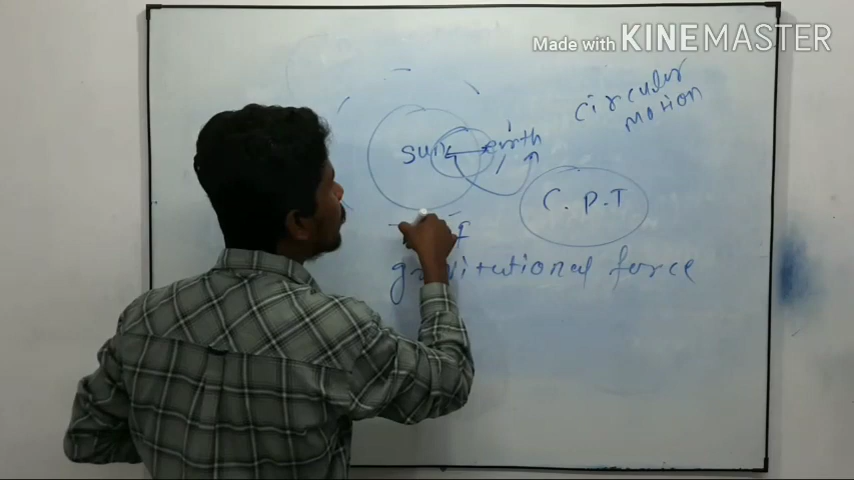 Made with KINEMASTER
circular
motion
sun earth
C.P.T
gravitational force